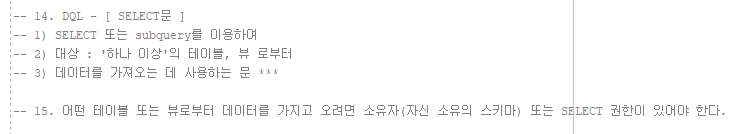 -- 14. DQL - [ SELECT문 ]
-- 1) SELECT 또는 subquery를 이용하여
-- 2) 대상 : '하나 이상'의 테이블, 뷰 로부터
-- 3) 데이터를 가져오는 데 사용하는 문 ***
-- 15. 어떤 테이블 또는 뷰로부터 데이터를 가지고 오려면 소유자(자신 소유의 스키마) 또는 SELECT 권한이 있어야 한다.